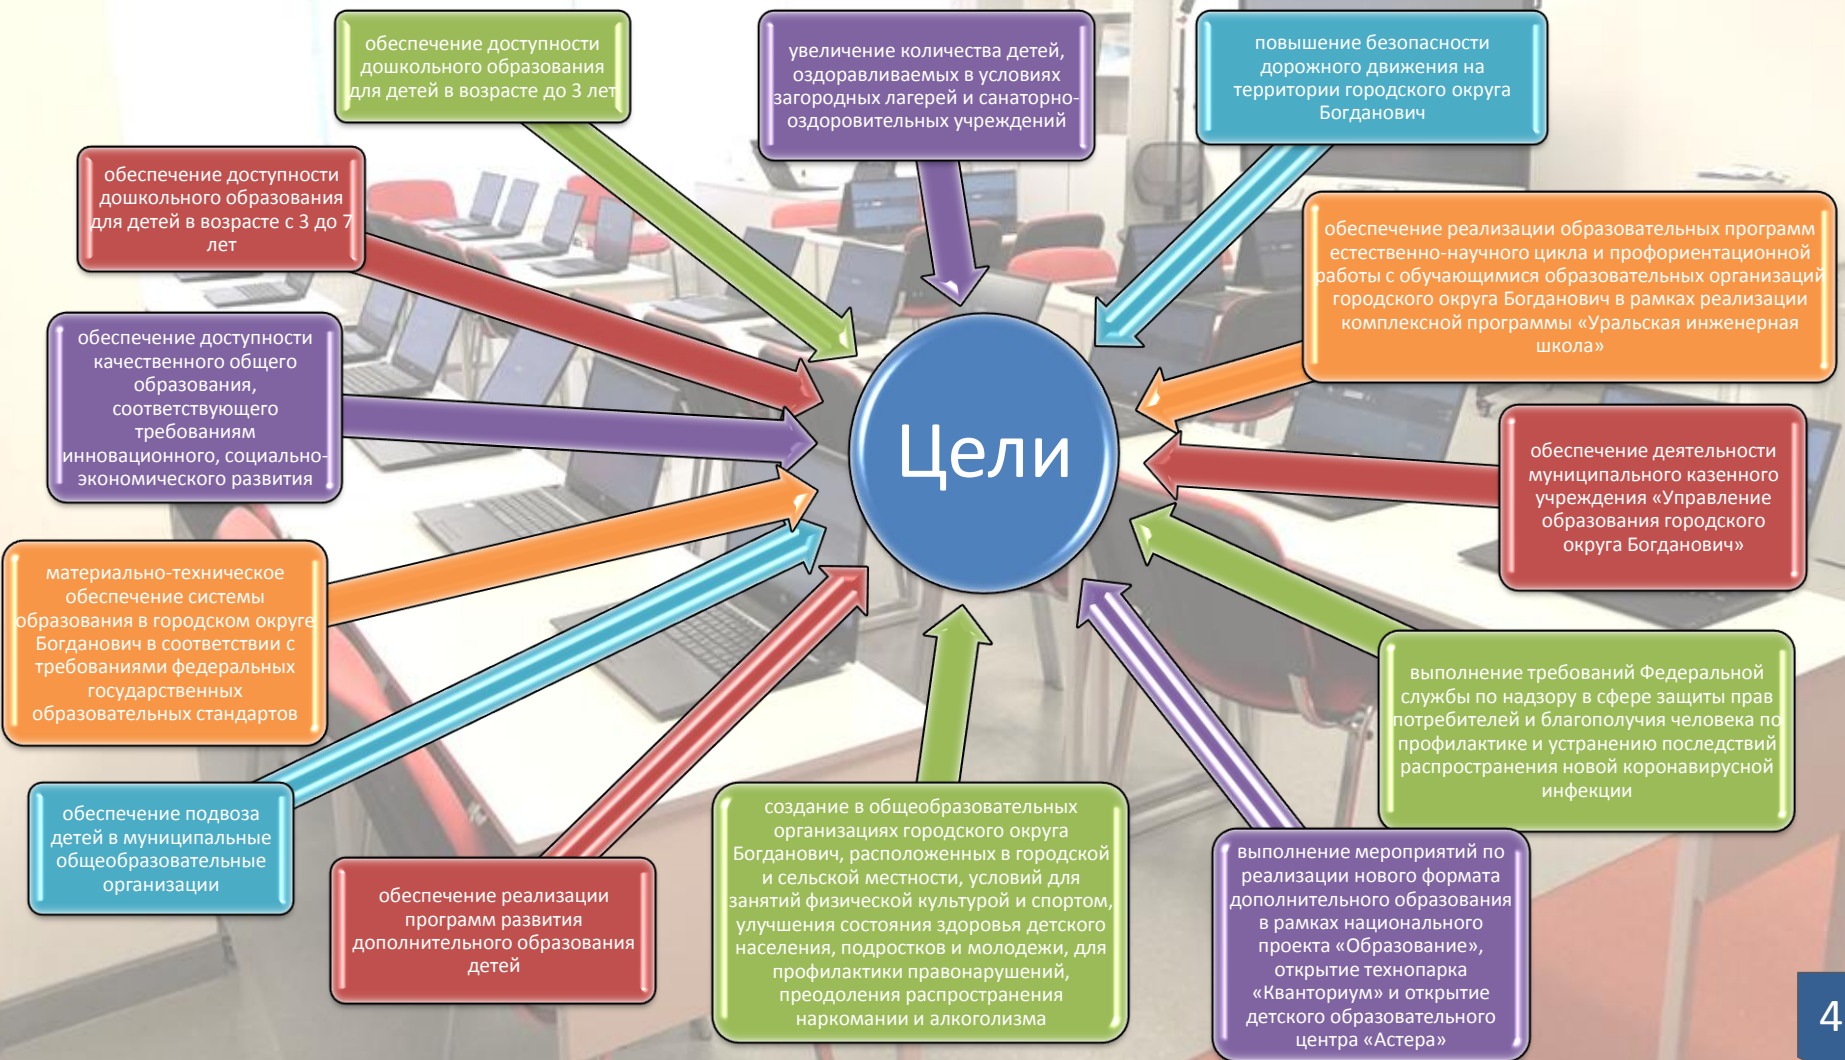 обеспечение доступности
дошкольного образования
для детей в возрасте до 3 лет
увеличение количества детей,
оздоравливаемых в условиях
загородных лагерей и санаторно-
оздоровительных учреждений
повышение безопасности
дорожного движения на
территории городского округа
Богданович
обеспечение доступности
дошкольного образования
для детей в возрасте с 3 до 7
лет
обеспечение реализации образовательных программ
естественно-научного цикла и профориентационной
работы с обучающимися образовательных организаций
городского округа Богданович в рамках реализации
комплексной программы «Уральская инженерная
школа»
обеспечение доступности
качественного общего
образования,
соответствующего
требованиям
инновационного, социально-
экономического развития
Цели
обеспечение деятельности
муниципального казенного
учреждения «Управление
образования городского
округа Богданович»
материально-техническое
обеспечение системы
образования в городском округе
Богданович в соответствии с
требованиями федеральных
государственных
образовательных стандартов
выполнение требований Федеральной
службы по надзору в сфере защиты прав
потребителей и благополучия человека по
профилактике и устранению последствий
распространения новой коронавирусной
инфекции
обеспечение подвоза
детей в муниципальные
общеобразовательные
организации
обеспечение реализации
программ развития
дополнительного образования
детей
создание в общеобразовательных
организациях городского округа
Богданович, расположенных в городской
и сельской местности, условий для
занятий физической культурой и спортом,
улучшения состояния здоровья детского
населения, подростков и молодежи, для
профилактики правонарушений,
преодоления распространения
наркомании и алкоголизма
выполнение мероприятий по
реализации нового формата
дополнительного образования
в рамках национального
проекта «Образование»,
открытие технопарка
«Кванториум» и открытие
детского образовательного
центра «Астера»
4